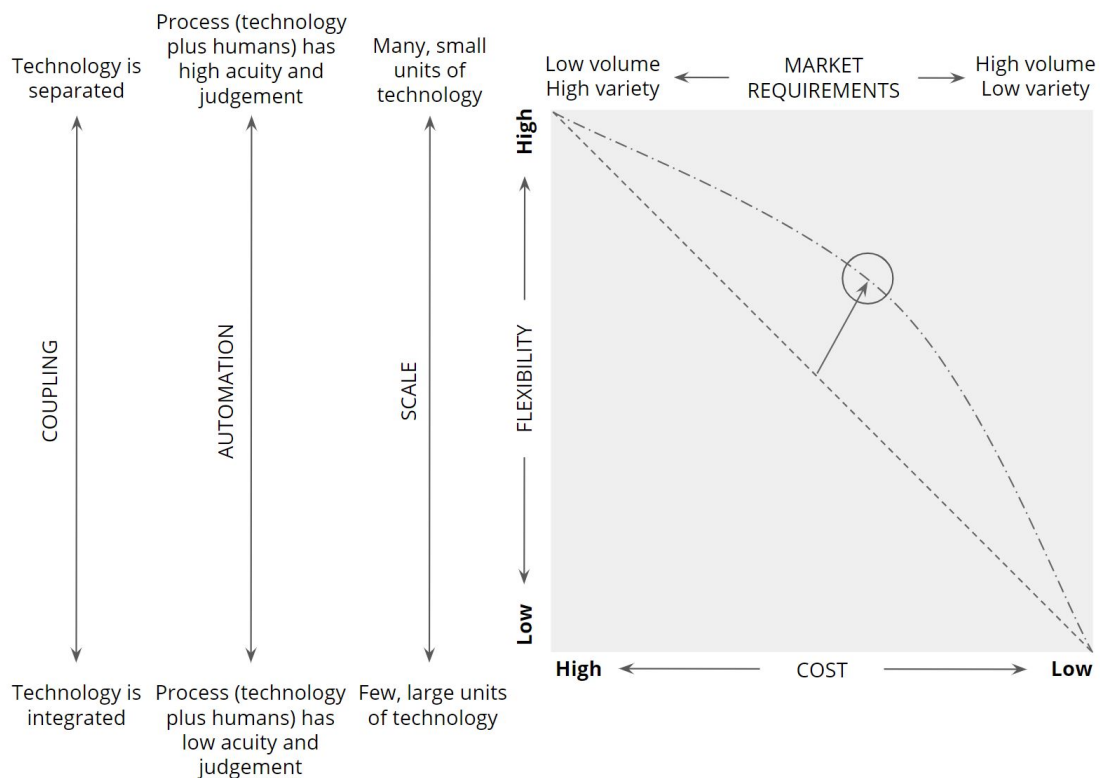 Technology is
separated
Process (technology
plus humans) has
high acuity and
judgement
Many, small
units of
technology
Low volume
High variety
MARKET
REQUIREMENTS
High volume
Low variety
COUPLING
AUTOMATION
SCALE
High
FLEXIBILITY
Low
High
COST
Low
Technology is
integrated
Process (technology
plus humans) has
low acuity and
judgement
Few, large units
of technology